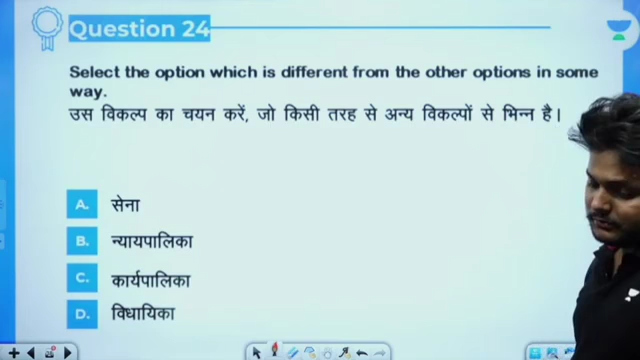 Question 24
Select the option which is different from the other options in some
way.
उस विकल्प का चयन करें, जो किसी तरह से अन्य विकल्पों से भिन्न है।
A. सेना
B. न्यायपालिका
C. कार्यपालिका
D. विधायिका